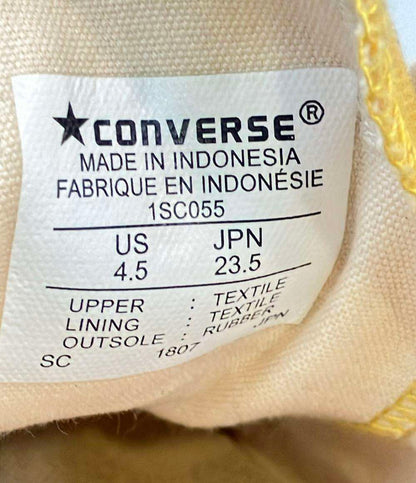 ★CONVERSE®
MADE IN INDONESIA
FABRIQUE EN INDONÉSIE
1SC055
US JPN
4.5 23.5
UPPER : TEXTILE
LINING : TEXTILE
OUTSOLE : RUBBER
SC 1807 JPN